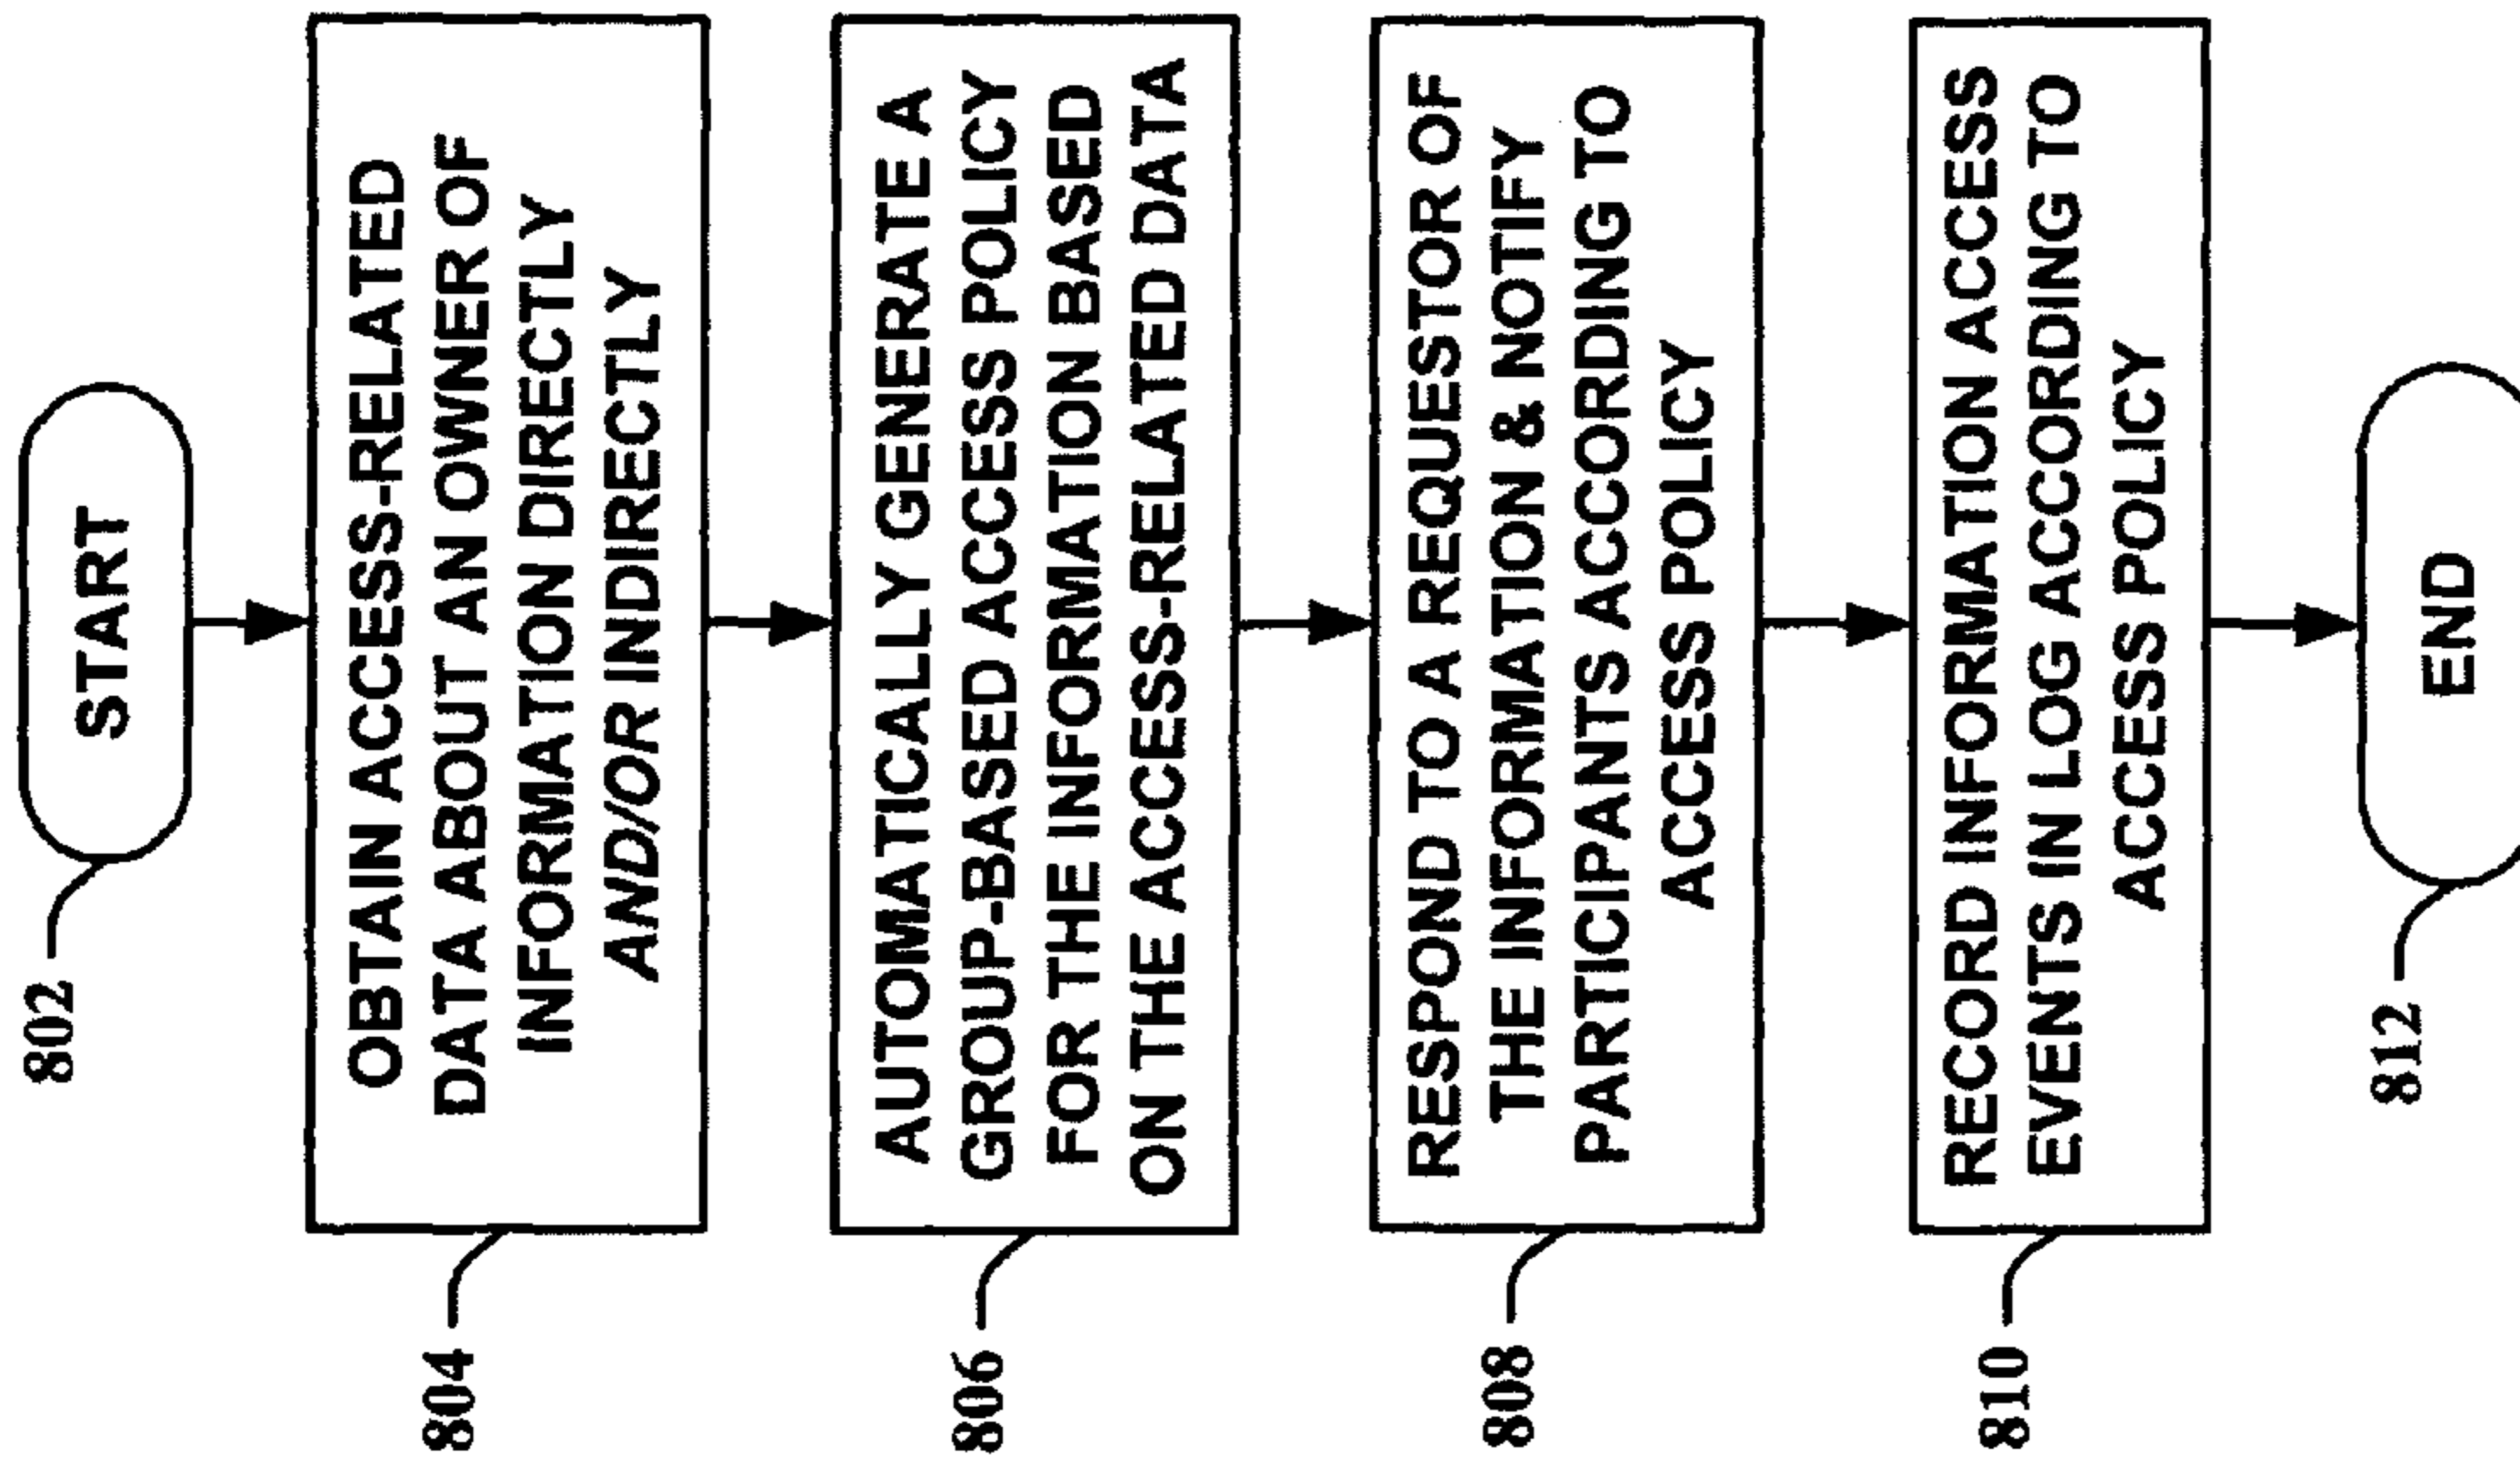 802
START
804
OBTAIN ACCESS-RELATED
DATA ABOUT AN OWNER OF
INFORMATION DIRECTLY
AND/OR INDIRECTLY
806
AUTOMATICALLY GENERATE A
GROUP-BASED ACCESS POLICY
FOR THE INFORMATION BASED
ON THE ACCESS-RELATED DATA
808
RESPOND TO A REQUESTOR OF
THE INFORMATION & NOTIFY
PARTICIPANTS ACCORDING TO
ACCESS POLICY
810
RECORD INFORMATION ACCESS
EVENTS IN LOG ACCORDING TO
ACCESS POLICY
812
END